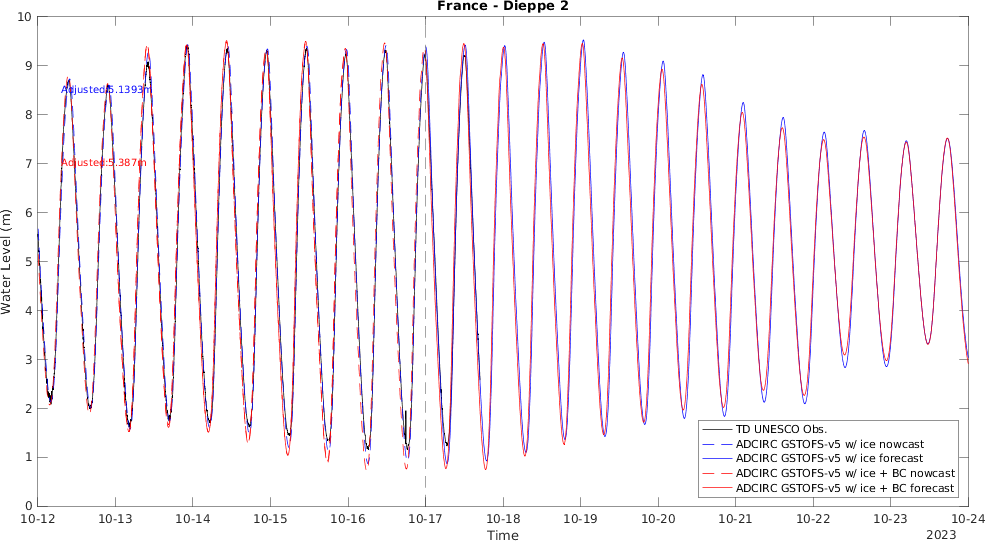 France - Dieppe 2
10
9
8
7
6
5
4
3
2
1
0
Water Level (m)
Adjusted:5.1393m
Adjusted:5.387m
TD UNESCO Obs.
ADCIRC GSTOFS-v5 w/ ice nowcast
ADCIRC GSTOFS-v5 w/ ice forecast
ADCIRC GSTOFS-v5 w/ ice + BC nowcast
ADCIRC GSTOFS-v5 w/ ice + BC forecast
10-12 10-13 10-14 10-15 10-16 10-17 10-18 10-19 10-20 10-21 10-22 10-23 10-24
Time
2023